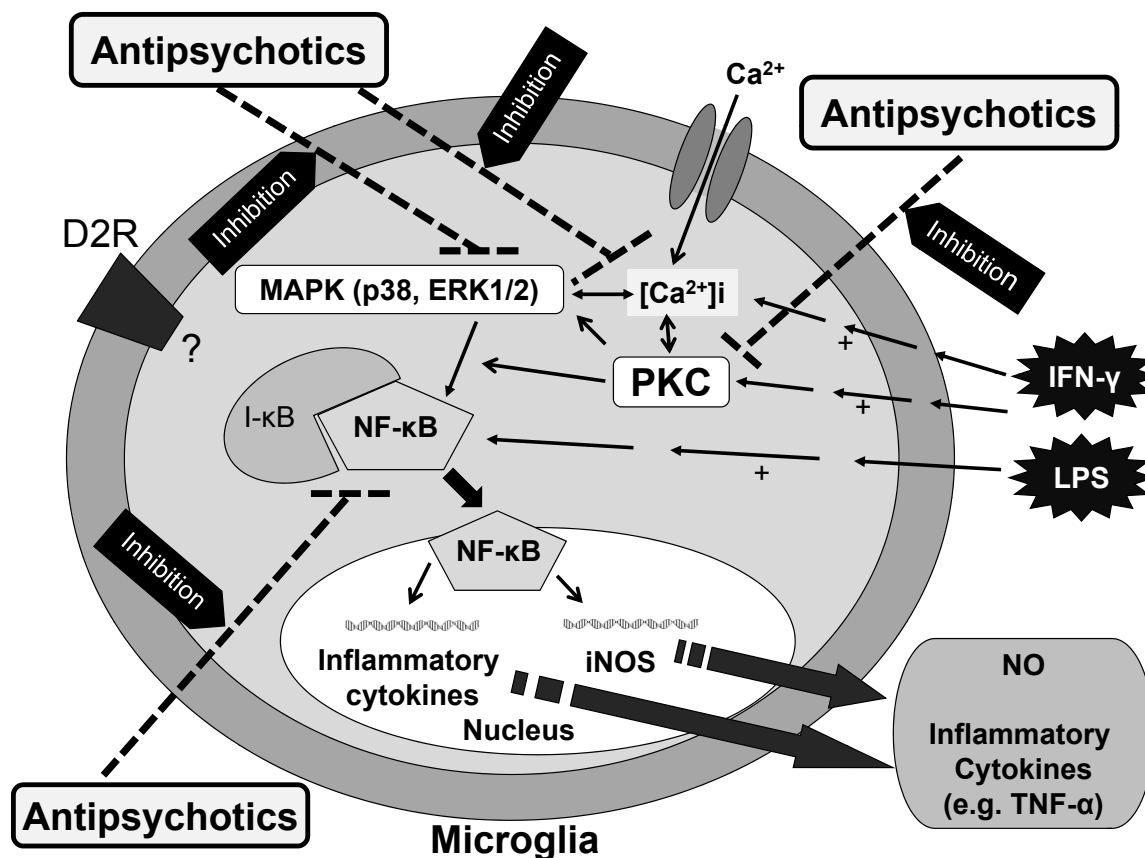 Antipsychotics
Inhibition
Ca²⁺
Antipsychotics
Inhibition
Inhibition
D2R
?
MAPK (p38, ERK1/2)
[Ca²⁺]i
+
IFN-γ
PKC
+
I-κB
NF-κB
+
LPS
Inhibition
NF-κB
Inflammatory
cytokines
iNOS
Nucleus
NO
Inflammatory
Cytokines
(e.g. TNF-α)
Antipsychotics
Microglia